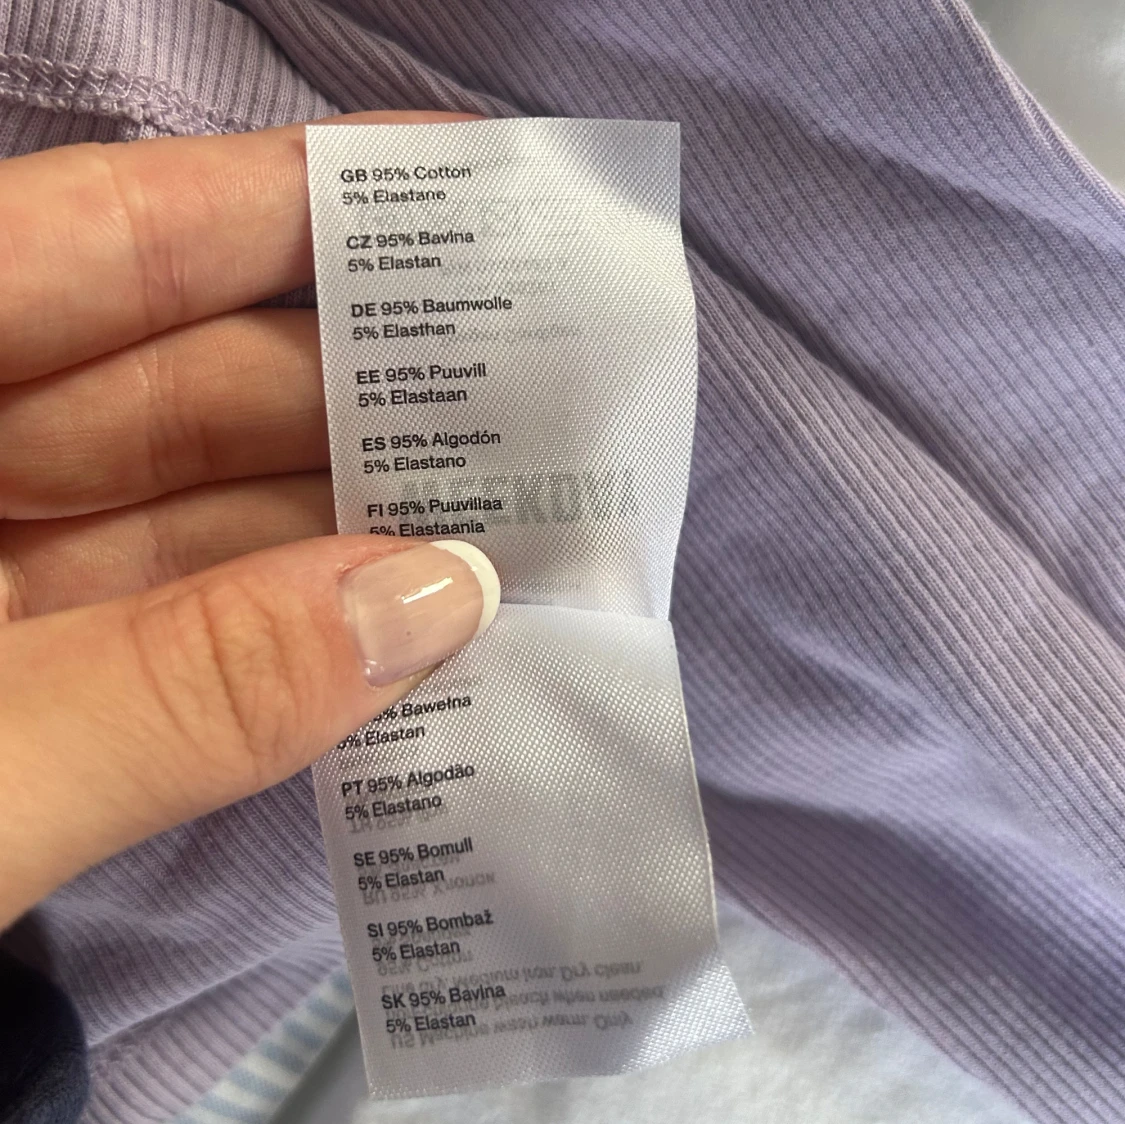 GB 95% Cotton
5% Elastane
CZ 95% Bavlna
5% Elastan
DE 95% Baumwolle
5% Elasthan
EE 95% Puuvill
5% Elastaan
ES 95% Algodón
5% Elastano
FI 95% Puuvillaa
5% Elastaania
Bawełna
5% Elastan
PT 95% Algodão
5% Elastano
SE 95% Bomull
5% Elastan
SI 95% Bombaž
5% Elastan
SK 95% Bavlna
5% Elastan